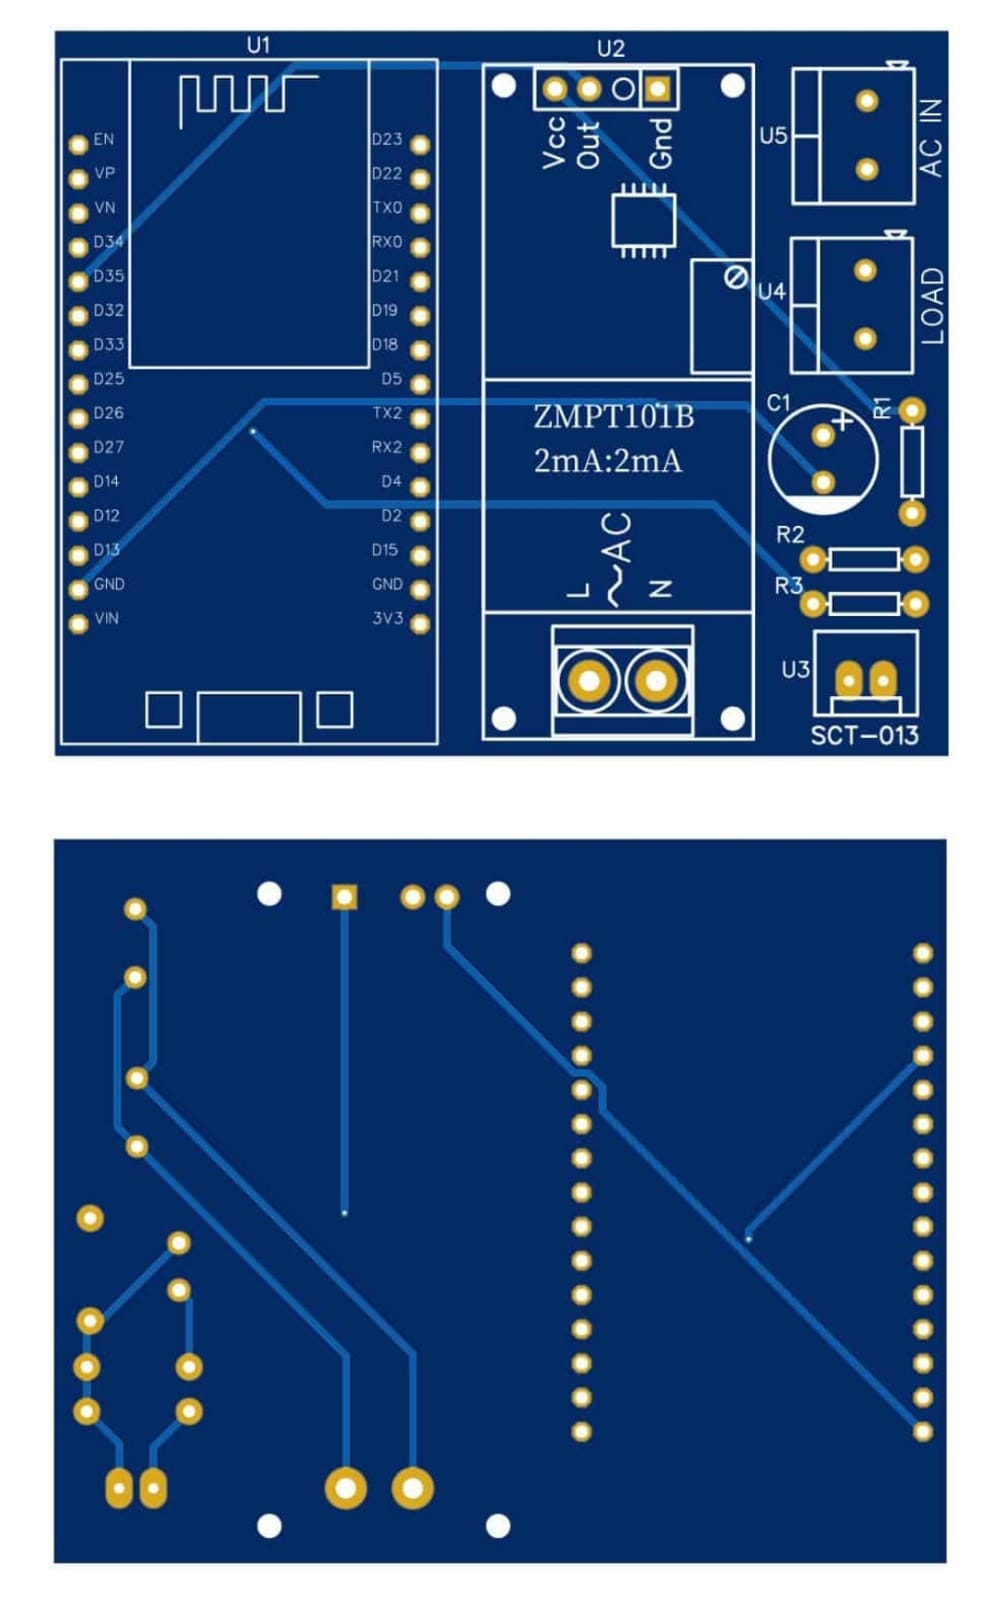 U1
U2
EN
VP
VN
D34
D35
D32
D33
D25
D26
D27
D14
D12
D13
GND
VIN
D23
D22
TX0
RX0
D21
D19
D18
D5
TX2
RX2
D4
D2
D15
GND
3V3
Vcc
Out
Gnd
ZMPT101B
2mA:2mA
~AC
L
N
U5
AC IN
U4
LOAD
C1
+
R1
R2
R3
U3
SCT-013